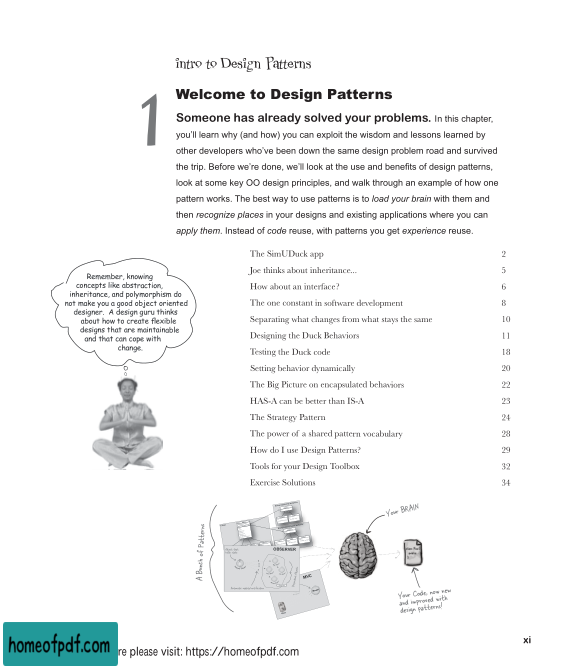 intro to Design Patterns
1
Welcome to Design Patterns
Someone has already solved your problems. In this chapter,
you'll learn why (and how) you can exploit the wisdom and lessons learned by
other developers who've been down the same design problem road and survived
the trip. Before we're done, we'll look at the use and benefits of design patterns,
look at some key OO design principles, and walk through an example of how one
pattern works. The best way to use patterns is to load your brain with them and
then recognize places in your designs and existing applications where you can
apply them. Instead of code reuse, with patterns you get experience reuse.
The SimUDuck app 2
Joe thinks about inheritance... 5
How about an interface? 6
The one constant in software development 8
Separating what changes from what stays the same 10
Designing the Duck Behaviors 11
Testing the Duck code 18
Setting behavior dynamically 20
The Big Picture on encapsulated behaviors 22
HAS-A can be better than IS-A 23
The Strategy Pattern 24
The power of a shared pattern vocabulary 28
How do I use Design Patterns? 29
Tools for your Design Toolbox 32
Exercise Solutions 34
Remember, knowing
concepts like abstraction,
inheritance, and polymorphism do
not make you a good object oriented
designer. A design guru thinks
about how to create flexible
designs that are maintainable
and that can cope with
change.
A Bunch of Patterns
OBSERVER
MVC
Your BRAIN
Your Code, now new
and improved with
design patterns!
xi
homeofpdf.com
re please visit: https://homeofpdf.com